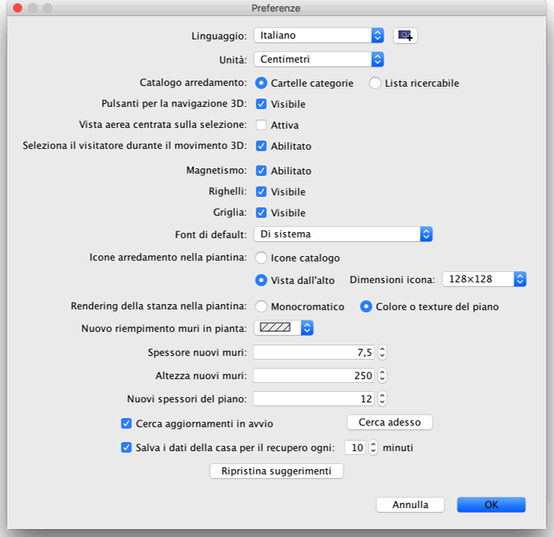 Preferenze
Linguaggio: Italiano
Unità: Centimetri
Catalogo arredamento: Cartelle categorie Lista ricercabile
Pulsanti per la navigazione 3D: Visibile
Vista aerea centrata sulla selezione: Attiva
Seleziona il visitatore durante il movimento 3D: Abilitato
Magnetismo: Abilitato
Righelli: Visibile
Griglia: Visibile
Font di default: Di sistema
Icone arredamento nella piantina: Icone catalogo
Vista dall'alto Dimensioni icona: 128×128
Rendering della stanza nella piantina: Monocromatico Colore o texture del piano
Nuovo riempimento muri in pianta:
Spessore nuovi muri: 7,5
Altezza nuovi muri: 250
Nuovi spessori del piano: 12
Cerca aggiornamenti in avvio Cerca adesso
Salva i dati della casa per il recupero ogni: 10 minuti
Ripristina suggerimenti
Annulla OK